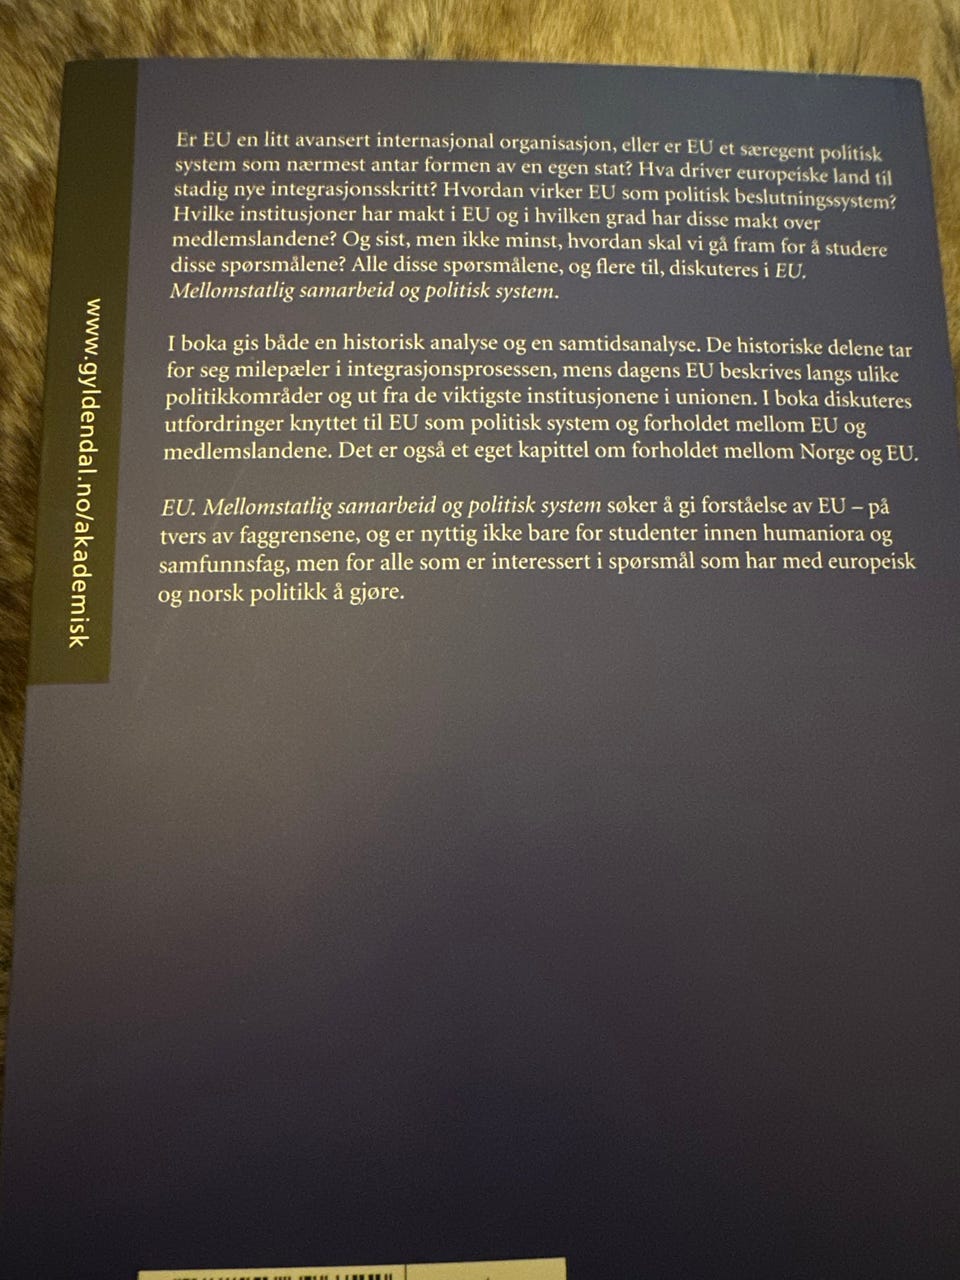 Er EU en litt avansert internasjonal organisasjon, eller er EU et særegent politisk
system som nærmest antar formen av en egen stat? Hva driver europeiske land til
stadig nye integrasjonsskritt? Hvordan virker EU som politisk beslutningssystem?
Hvilke institusjoner har makt i EU og i hvilken grad har disse makt over
medlemslandene? Og sist, men ikke minst, hvordan skal vi gå fram for å studere
disse spørsmålene? Alle disse spørsmålene, og flere til, diskuteres i EU.
Mellomstatlig samarbeid og politisk system.
I boka gis både en historisk analyse og en samtidsanalyse. De historiske delene tar
for seg milepæler i integrasjonsprosessen, mens dagens EU beskrives langs ulike
politikkområder og ut fra de viktigste institusjonene i unionen. I boka diskuteres
utfordringer knyttet til EU som politisk system og forholdet mellom EU og
medlemslandene. Det er også et eget kapittel om forholdet mellom Norge og EU.
EU. Mellomstatlig samarbeid og politisk system søker å gi forståelse av EU – på
tvers av faggrensene, og er nyttig ikke bare for studenter innen humaniora og
samfunnsfag, men for alle som er interessert i spørsmål som har med europeisk
og norsk politikk å gjøre.
www.gyldendal.no/akademisk